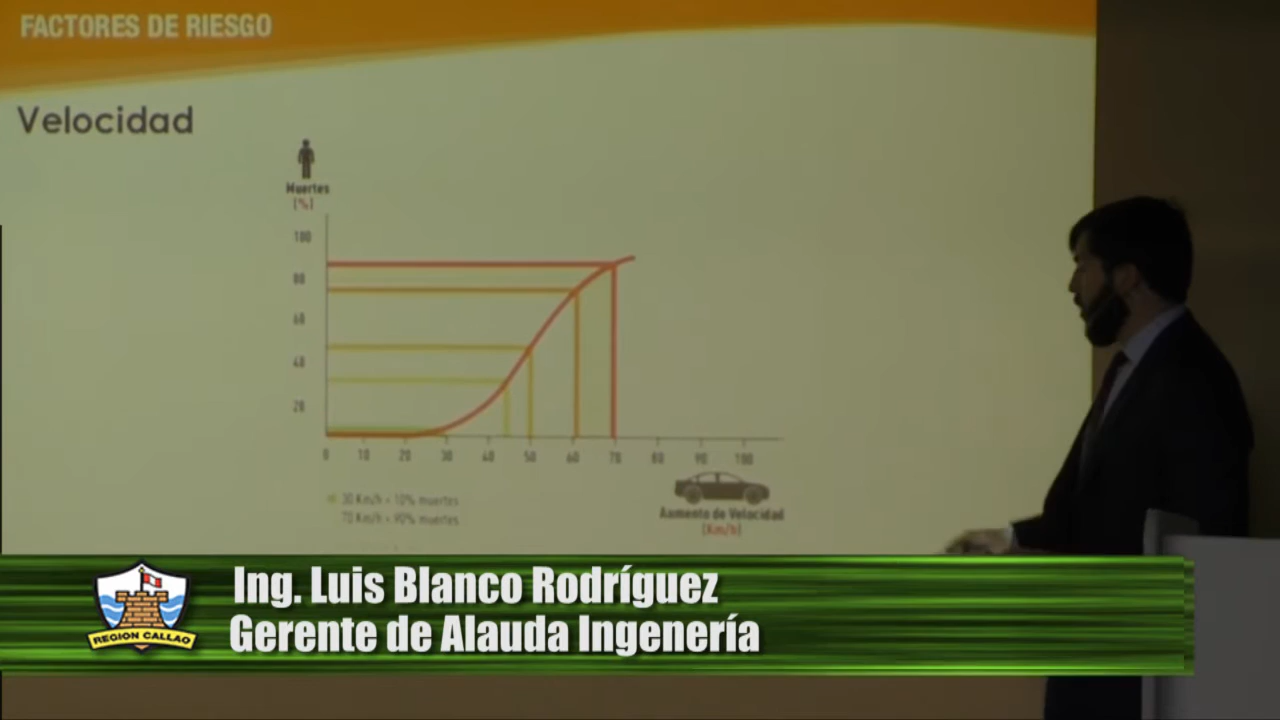 FACTORES DE RIESGO
Velocidad
Muertes
[%]
100
80
60
40
20
0 10 20 30 40 50 60 70 80 90 100
30 Km/h = 10% muertes
70 Km/h = 90% muertes
Aumento de Velocidad
[Km/h]
Ing. Luis Blanco Rodríguez
Gerente de Alauda Ingenería
REGION CALLAO